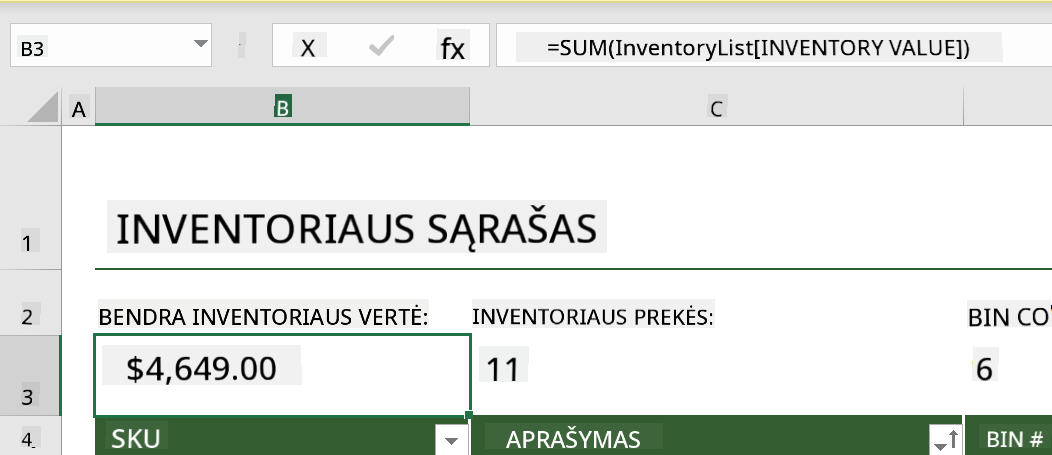 B3 X fx =SUM(InventoryList[INVENTORY VALUE])
A B C
1 INVENTORIAUS SĄRAŠAS
2 BENDRA INVENTORIAUS VERTĖ: INVENTORIAUS PREKĖS: BIN CO
3 $4,649.00 11 6
4 SKU APRAŠYMAS BIN #